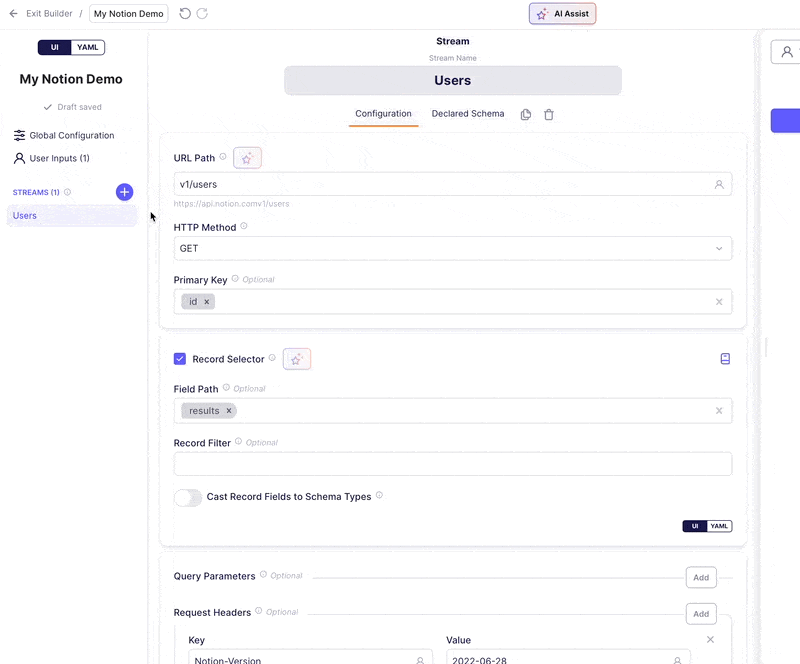 Exit Builder / My Notion Demo
AI Assist
UI YAML
My Notion Demo
Draft saved
Global Configuration
User Inputs (1)
STREAMS (1)
Users
Stream
Stream Name
Users
Configuration Declared Schema
URL Path
v1/users
https://api.notion.comv1/users
HTTP Method
GET
Primary Key Optional
id
Record Selector
Field Path Optional
results
Record Filter Optional
Cast Record Fields to Schema Types
UI YAML
Query Parameters Optional
Add
Request Headers Optional
Add
Key Value
Notion-Version 2022-06-28